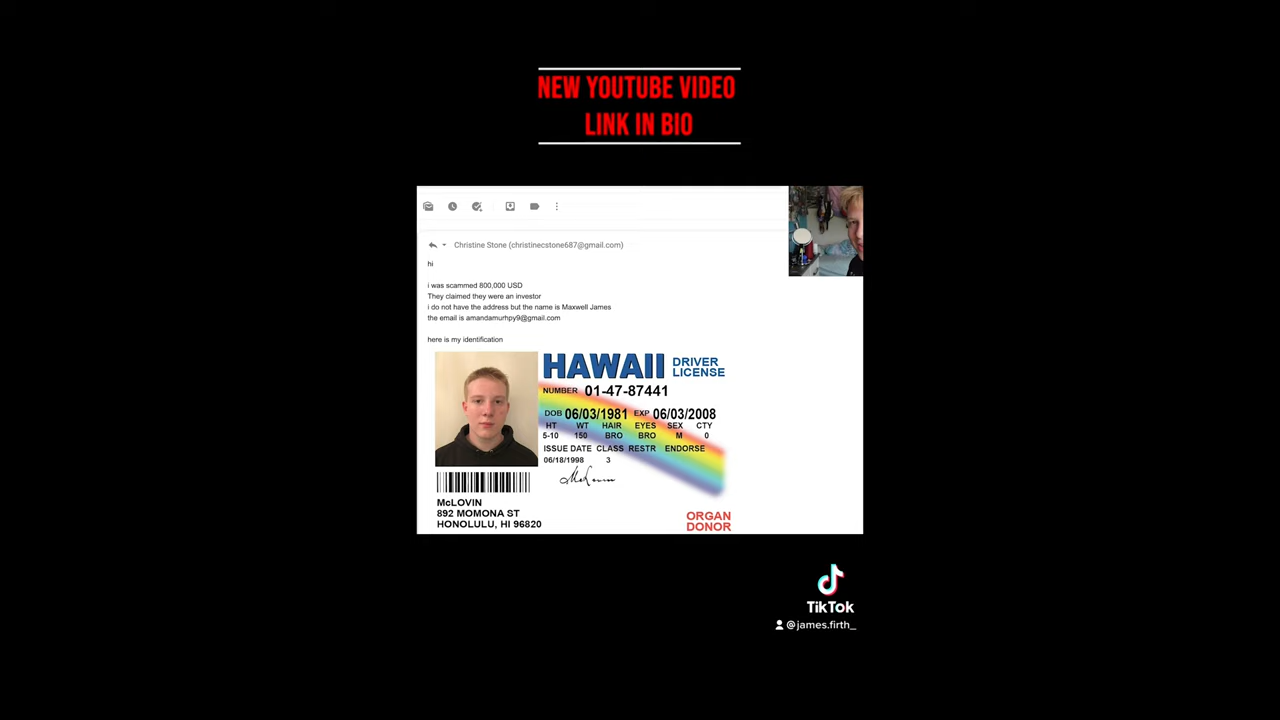 NEW YOUTUBE VIDEO
LINK IN BIO
Christine Stone (christinecstone687@gmail.com)
hi
i was scammed 800,000 USD
They claimed they were an investor
i do not have the address but the name is Maxwell James
the email is amandamurhpy9@gmail.com
here is my identification
HAWAII DRIVER LICENSE
NUMBER 01-47-87441
DOB 06/03/1981 EXP 06/03/2008
HT WT HAIR EYES SEX CTY
5-10 150 BRO BRO M 0
ISSUE DATE CLASS RESTR ENDORSE
06/18/1998 3
McLovin
McLOVIN
892 MOMONA ST
HONOLULU, HI 96820
ORGAN
DONOR
TikTok
@james.firth_